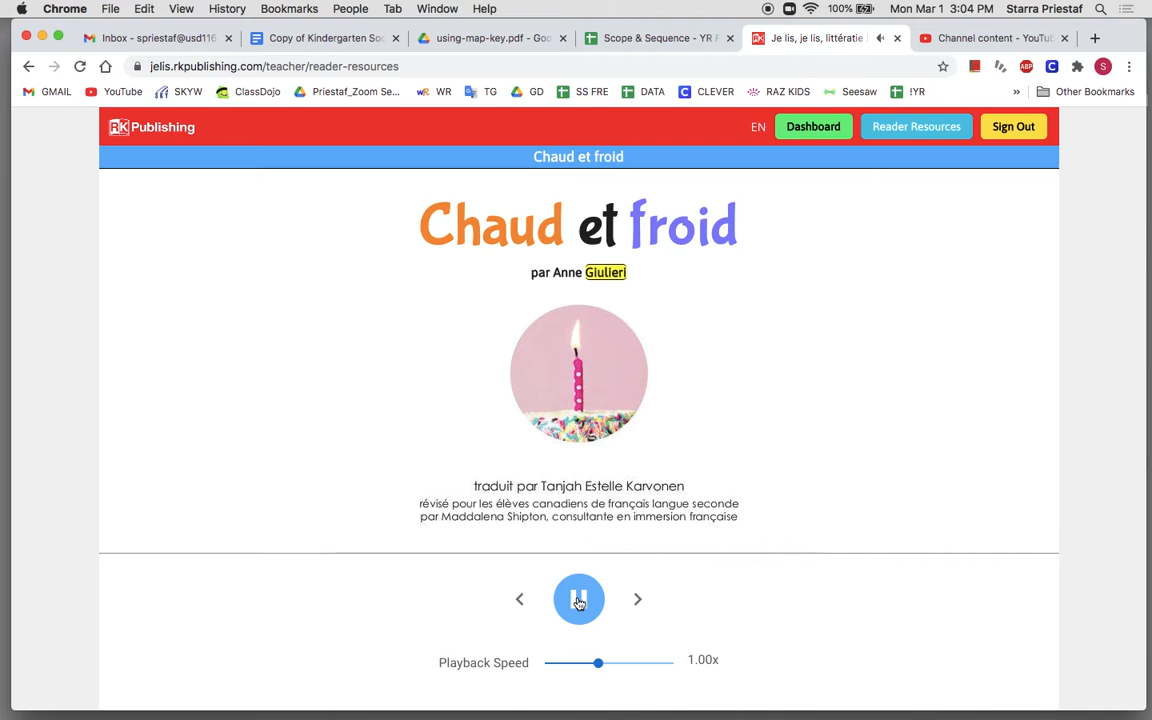 Chrome File Edit View History Bookmarks People Tab Window Help 100% Mon Mar 1 3:04 PM Starra Priestaf
Inbox - spriestaf@usd116 Copy of Kindergarten Soc using-map-key.pdf - Goo Scope & Sequence - YR F Je lis, je lis, littératie Channel content - YouTub
jelis.rkpublishing.com/teacher/reader-resources
GMAIL YouTube SKYW ClassDojo Priestaf_Zoom Se... WR TG GD SS FRE DATA CLEVER RAZ KIDS Seesaw !YR » Other Bookmarks
RK Publishing EN Dashboard Reader Resources Sign Out
Chaud et froid
Chaud et froid
par Anne Giulieri
traduit par Tanjah Estelle Karvonen
révisé pour les élèves canadiens de français langue seconde
par Maddalena Shipton, consultante en immersion française
Playback Speed 1.00x